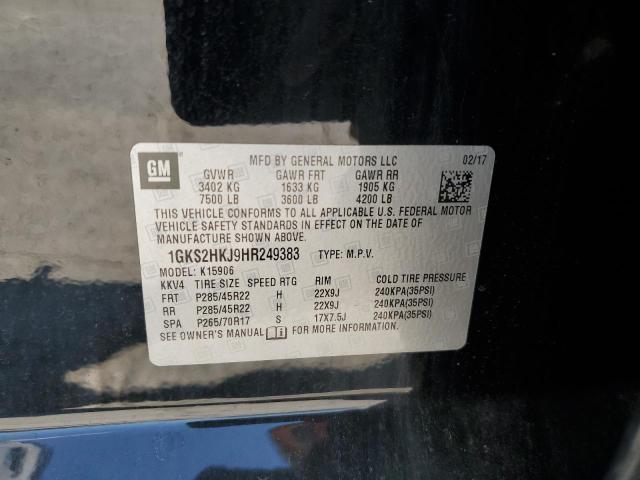 GM
MFD BY GENERAL MOTORS LLC 02/17
GVWR GAWR FRT GAWR RR
3402 KG 1633 KG 1905 KG
7500 LB 3600 LB 4200 LB
THIS VEHICLE CONFORMS TO ALL APPLICABLE U.S. FEDERAL MOTOR
VEHICLE SAFETY STANDARDS IN EFFECT ON THE DATE OF
MANUFACTURE SHOWN ABOVE.
1GKS2HKJ9HR249383 TYPE: M.P.V.
MODEL: K15906
KKV4 TIRE SIZE SPEED RTG RIM COLD TIRE PRESSURE
FRT P285/45R22 H 22X9J 240KPA(35PSI)
RR P285/45R22 H 22X9J 240KPA(35PSI)
SPA P265/70R17 S 17X7.5J 240KPA(35PSI)
SEE OWNER'S MANUAL FOR MORE INFORMATION.